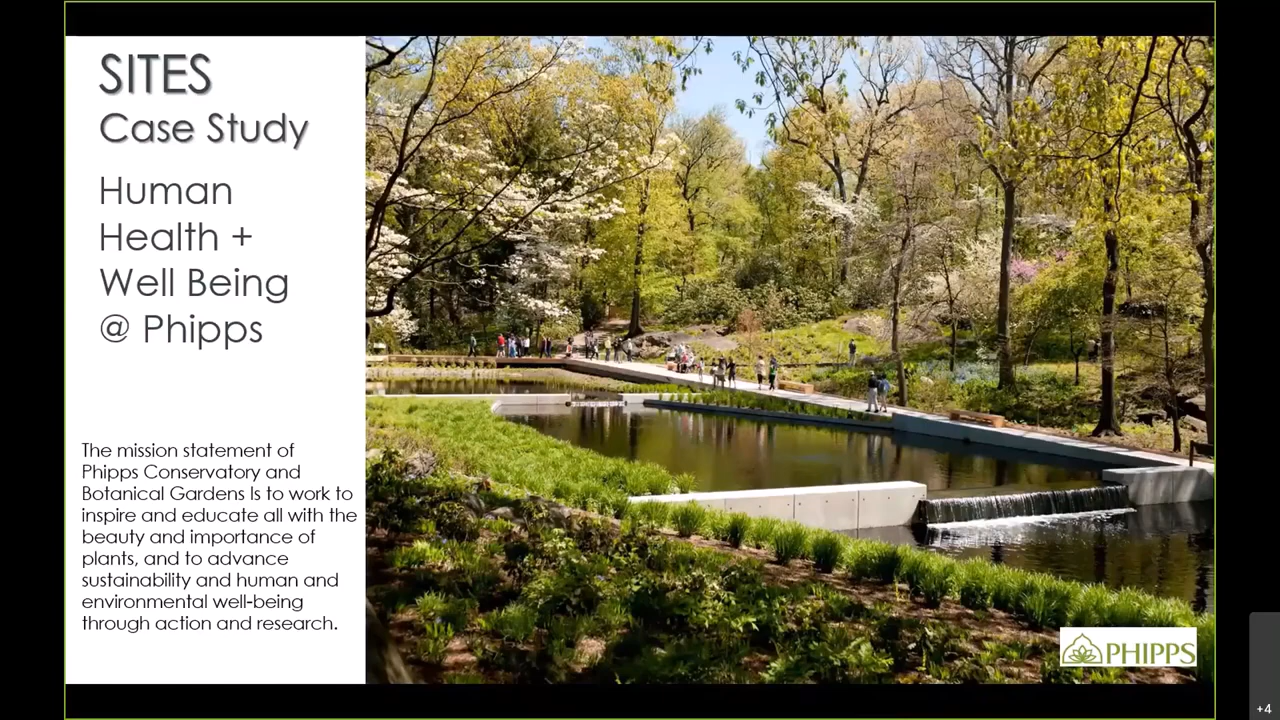 SITES
Case Study
Human
Health +
Well Being
@ Phipps
The mission statement of
Phipps Conservatory and
Botanical Gardens Is to work to
inspire and educate all with the
beauty and importance of
plants, and to advance
sustainability and human and
environmental well-being
through action and research.
PHIPPS
+4